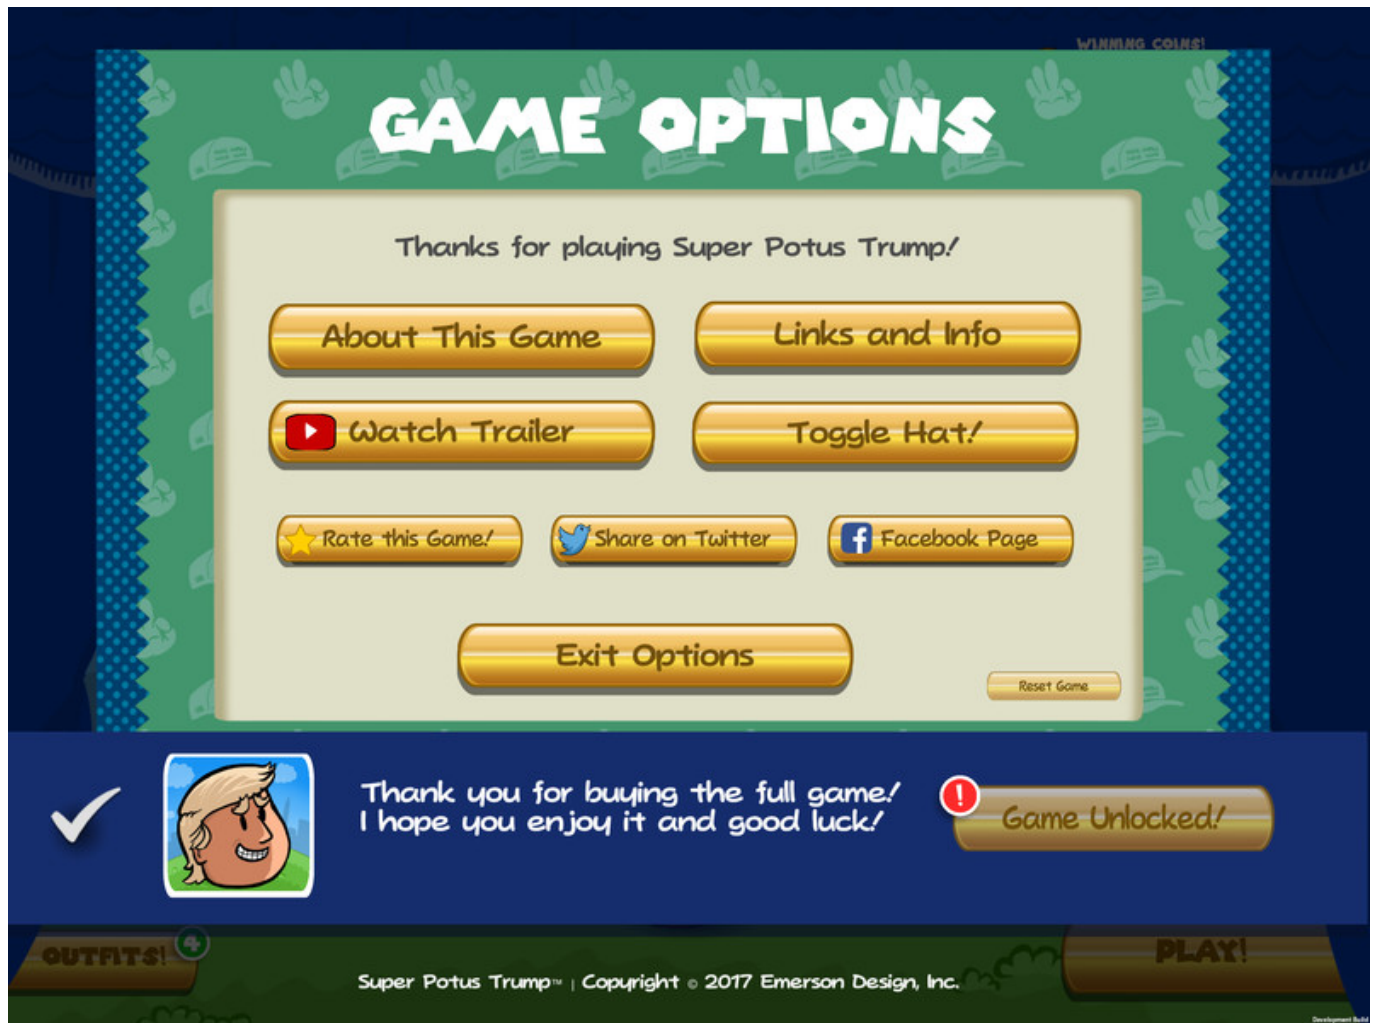 WINNING COINS!
GAME OPTIONS
Thanks for playing Super Potus Trump!
About This Game
Links and Info
Watch Trailer
Toggle Hat!
Rate this Game!
Share on Twitter
Facebook Page
Exit Options
Reset Game
Thank you for buying the full game!
I hope you enjoy it and good luck!
!
Game Unlocked!
OUTFITS!
4
PLAY!
Super Potus Trump™ | Copyright © 2017 Emerson Design, Inc.
Development Build